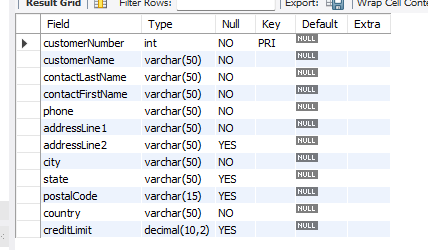 Result Grid Filter Rows: Export: Wrap Cell Conte
Field Type Null Key Default Extra
customerNumber int NO PRI NULL
customerName varchar(50) NO NULL
contactLastName varchar(50) NO NULL
contactFirstName varchar(50) NO NULL
phone varchar(50) NO NULL
addressLine1 varchar(50) NO NULL
addressLine2 varchar(50) YES NULL
city varchar(50) NO NULL
state varchar(50) YES NULL
postalCode varchar(15) YES NULL
country varchar(50) NO NULL
creditLimit decimal(10,2) YES NULL